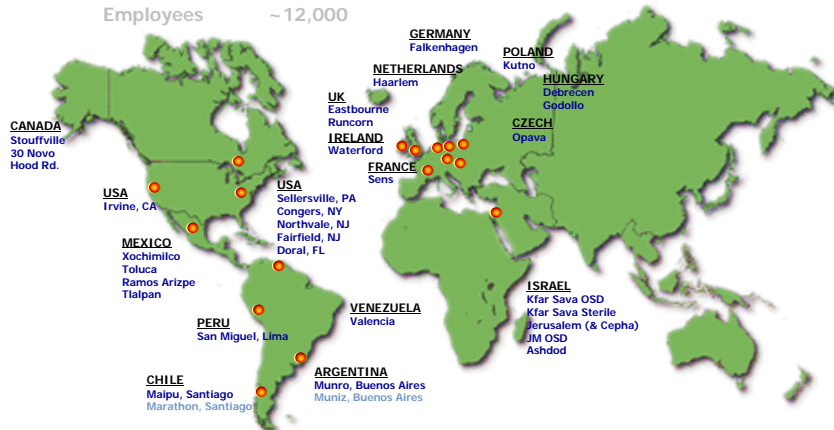 Employees ~12,000
GERMANY
Falkenhagen
POLAND
Kutno
NETHERLANDS
Haarlem
HUNGARY
Debrecen
Godollo
UK
Eastbourne
Runcorn
CZECH
Opava
CANADA
Stouffville
30 Novo
Hood Rd.
IRELAND
Waterford
FRANCE
Sens
USA
Irvine, CA
USA
Sellersville, PA
Congers, NY
Northvale, NJ
Fairfield, NJ
Doral, FL
MEXICO
Xochimilco
Toluca
Ramos Arizpe
Tlalpan
ISRAEL
Kfar Sava OSD
Kfar Sava Sterile
Jerusalem (& Cepha)
JM OSD
Ashdod
VENEZUELA
Valencia
PERU
San Miguel, Lima
ARGENTINA
Munro, Buenos Aires
Muniz, Buenos Aires
CHILE
Maipu, Santiago
Marathon, Santiago